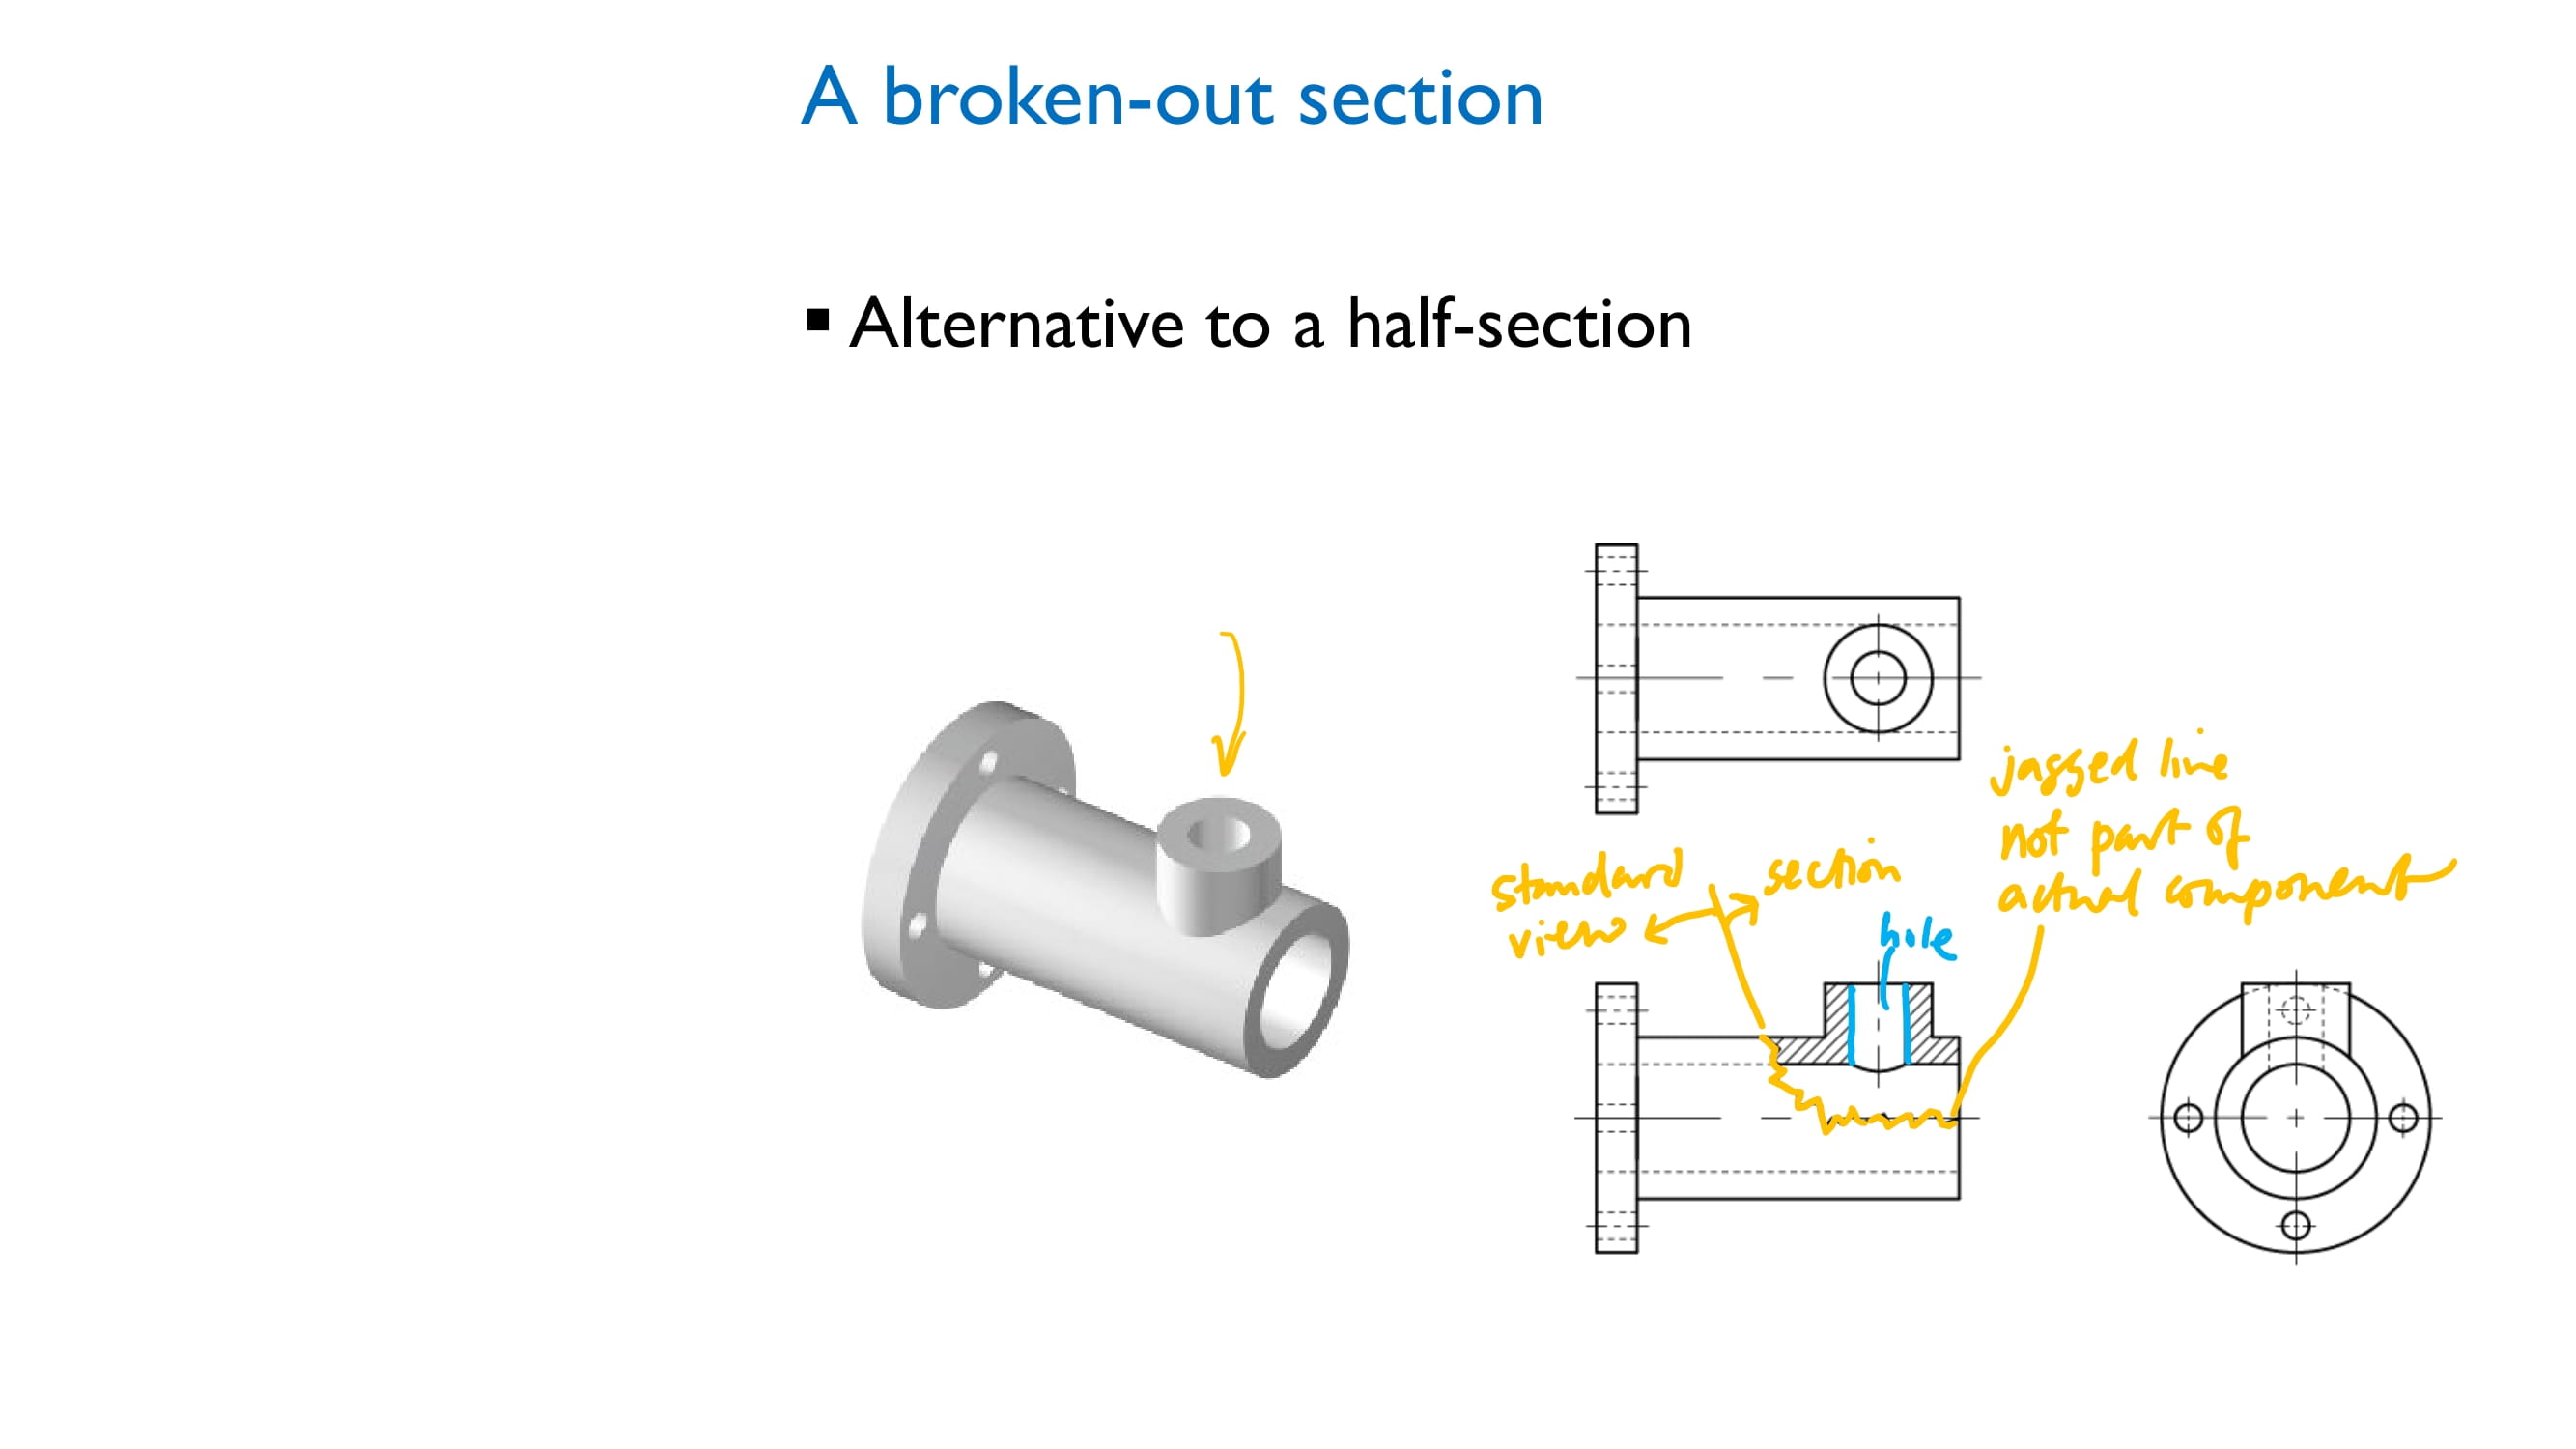 A broken-out section
▪ Alternative to a half-section
jagged line
not part of
actual component
standard
view
section
hole